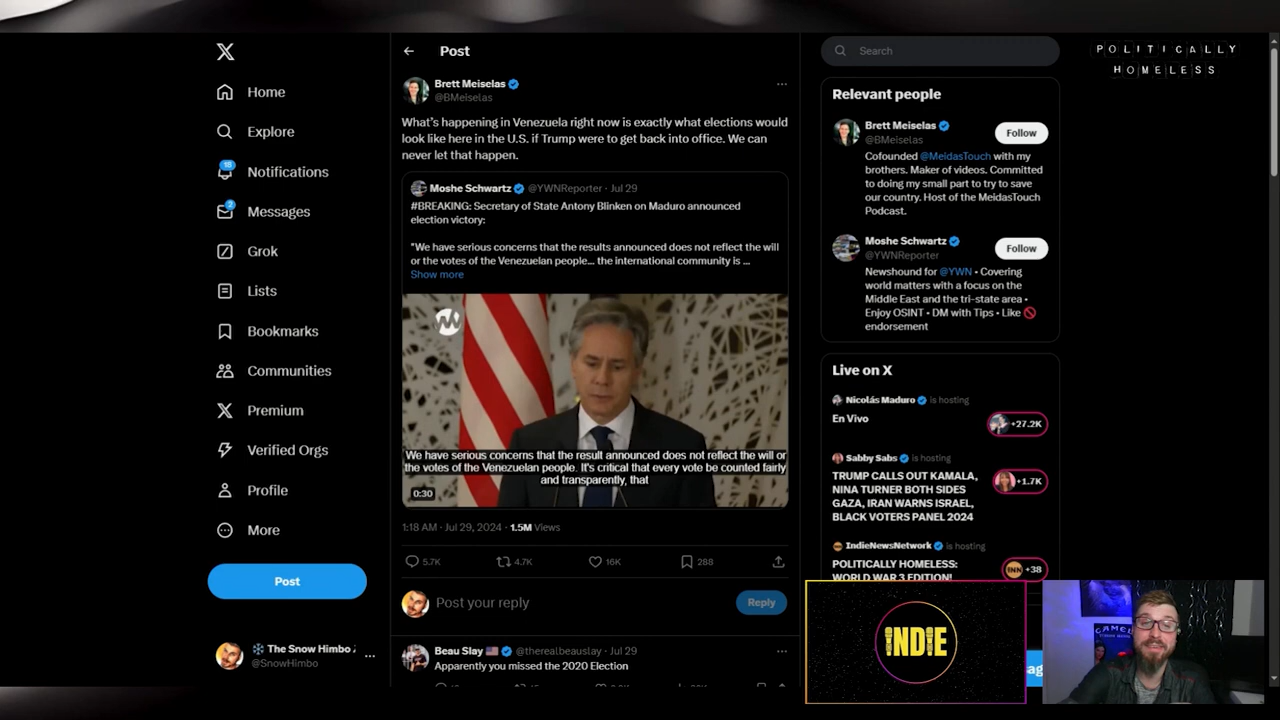 POLITICALLY
HOMELESS
Home
Explore
18
Notifications
2
Messages
Grok
Lists
Bookmarks
Communities
Premium
Verified Orgs
Profile
More
Post
The Snow Himbo
@SnowHimbo
Post
Brett Meiselas
@BMeiselas
What's happening in Venezuela right now is exactly what elections would
look like here in the U.S. if Trump were to get back into office. We can
never let that happen.
Moshe Schwartz @YWNReporter · Jul 29
#BREAKING: Secretary of State Antony Blinken on Maduro announced
election victory:
"We have serious concerns that the results announced does not reflect the will
or the votes of the Venezuelan people... the international community is ...
Show more
We have serious concerns that the result announced does not reflect the will or
the votes of the Venezuelan people. It's critical that every vote be counted fairly
and transparently, that
0:30
1:18 AM · Jul 29, 2024 · 1.5M Views
5.7K 4.7K 16K 288
Post your reply
Reply
Beau Slay @therealbeauslay · Jul 29
Apparently you missed the 2020 Election
Search
Relevant people
Brett Meiselas
@BMeiselas
Follow
Cofounded @MeidasTouch with my
brothers. Maker of videos. Committed
to doing my small part to try to save
our country. Host of the MeidasTouch
Podcast.
Moshe Schwartz
@YWNReporter
Follow
Newshound for @YWN • Covering
world matters with a focus on the
Middle East and the tri-state area •
Enjoy OSINT • DM with Tips • Like 🚫
endorsement
Live on X
Nicolás Maduro is hosting
En Vivo
+27.2K
Sabby Sabs is hosting
TRUMP CALLS OUT KAMALA,
NINA TURNER BOTH SIDES
GAZA, IRAN WARNS ISRAEL,
BLACK VOTERS PANEL 2024
+1.7K
IndieNewsNetwork is hosting
POLITICALLY HOMELESS:
WORLD WAR 3 EDITION!
INN +38
INDIE
CAMEL